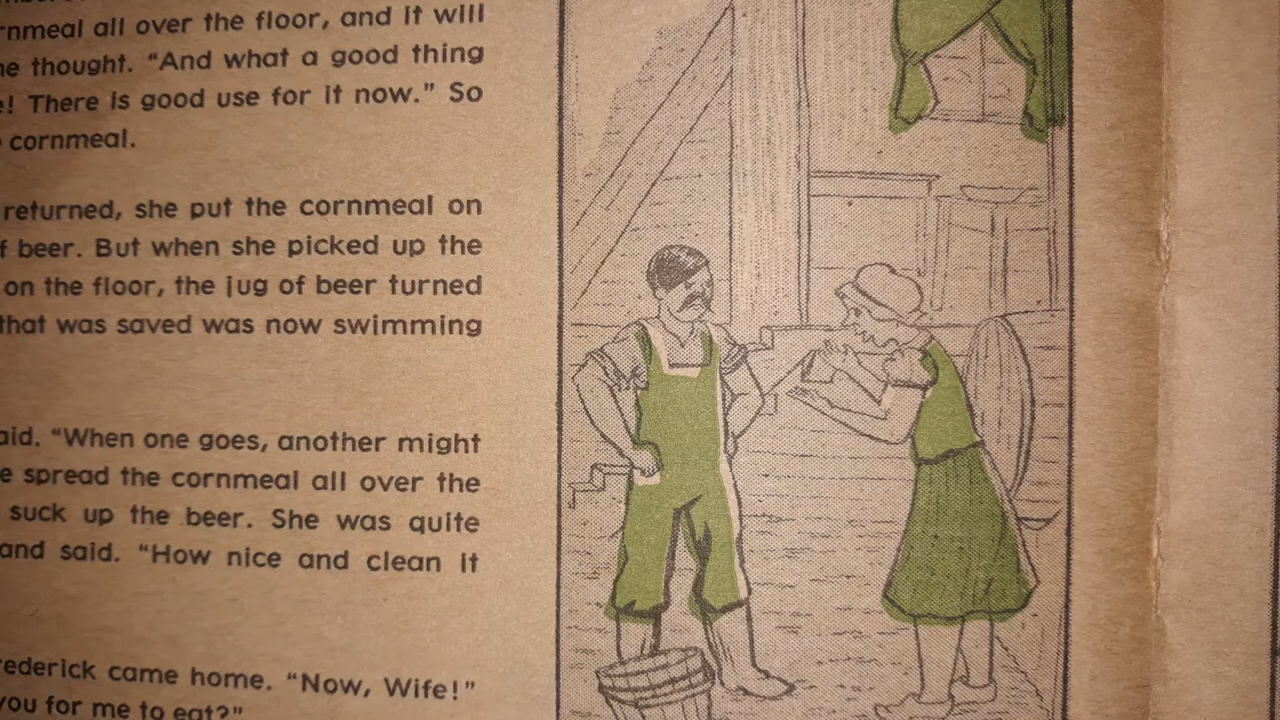 cornmeal all over the floor, and it will
he thought. “And what a good thing
! There is good use for it now.” So
cornmeal.
returned, she put the cornmeal on
of beer. But when she picked up the
on the floor, the jug of beer turned
that was saved was now swimming
said. “When one goes, another might
spread the cornmeal all over the
suck up the beer. She was quite
and said. “How nice and clean it
Frederick came home. “Now, Wife!”
you for me to eat?”